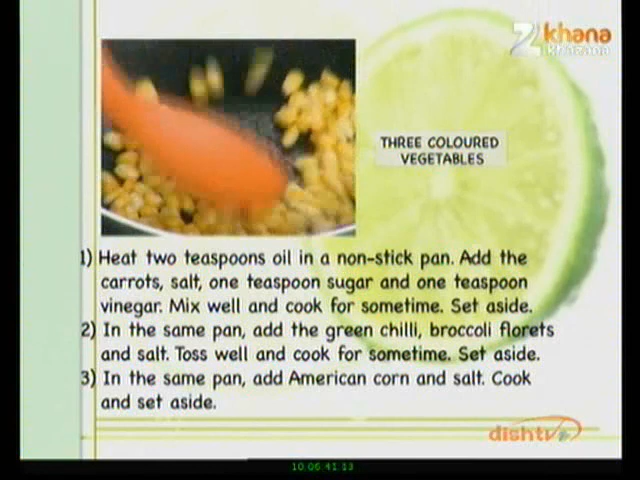 Z khana
khazana
THREE COLOURED
VEGETABLES
1) Heat two teaspoons oil in a non-stick pan. Add the
carrots, salt, one teaspoon sugar and one teaspoon
vinegar. Mix well and cook for sometime. Set aside.
2) In the same pan, add the green chilli, broccoli florets
and salt. Toss well and cook for sometime. Set aside.
3) In the same pan, add American corn and salt. Cook
and set aside.
dishtv
10:06:41:13